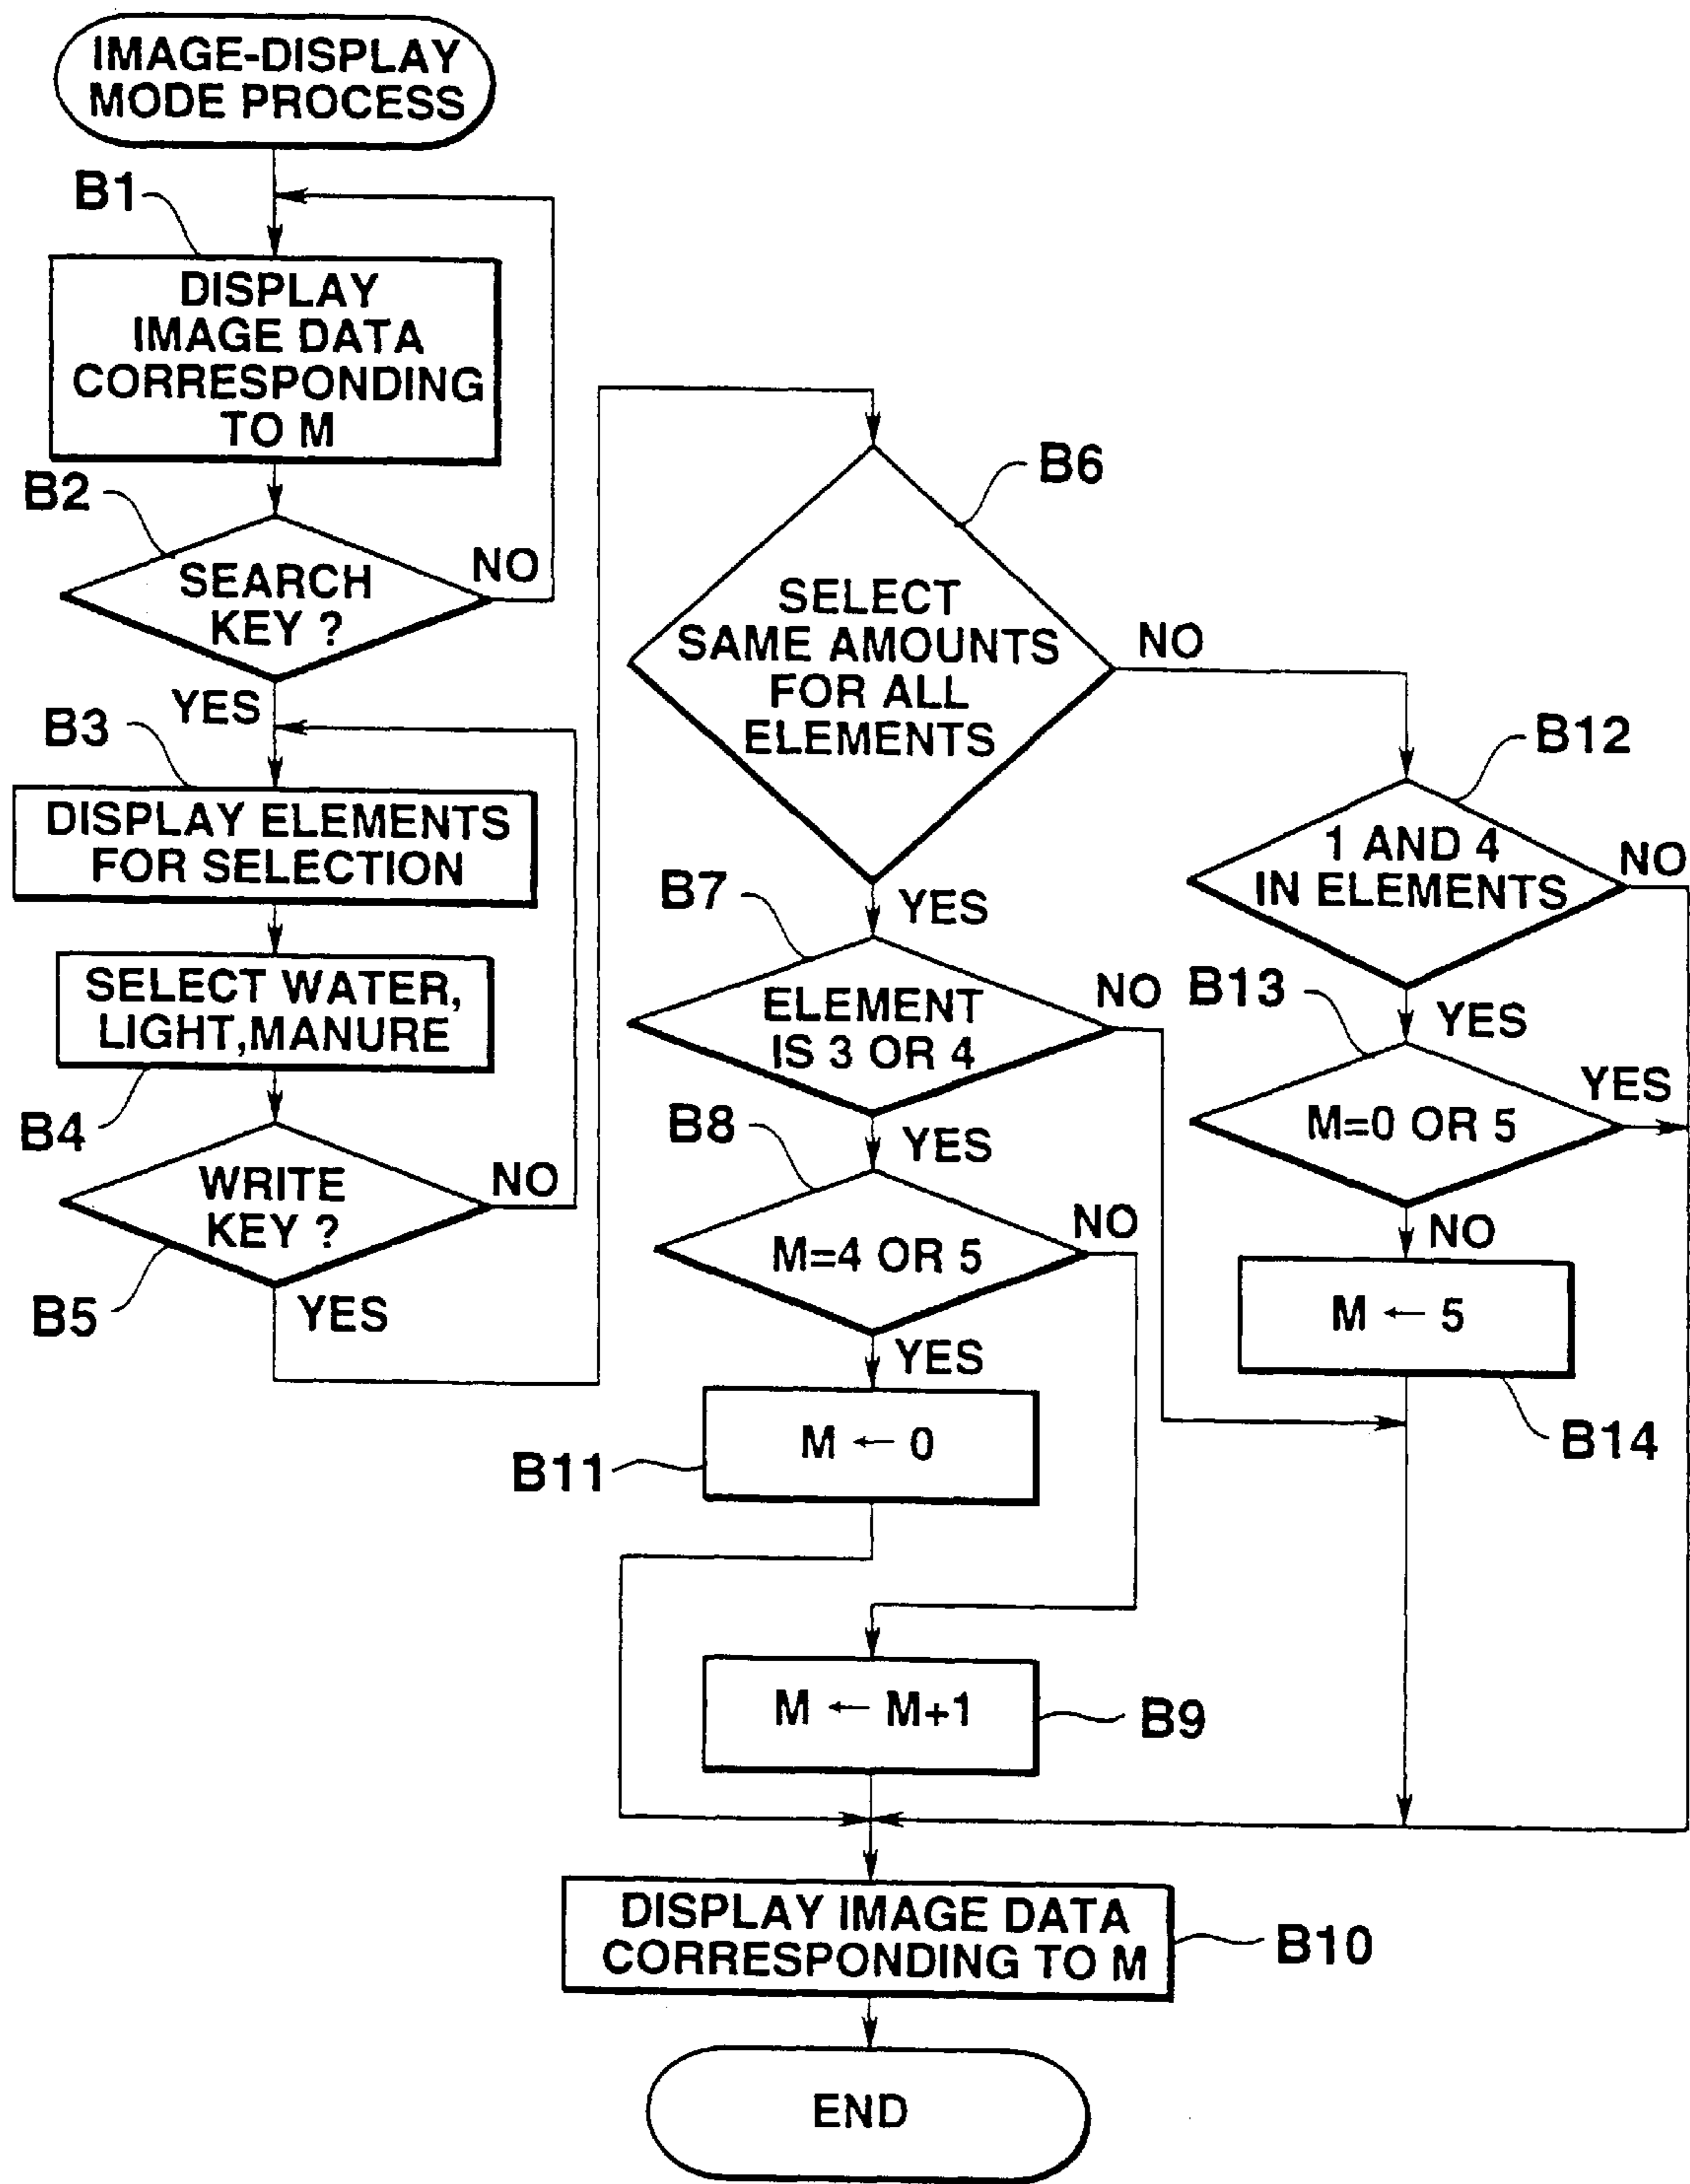 IMAGE-DISPLAY
MODE PROCESS
B1
DISPLAY
IMAGE DATA
CORRESPONDING
TO M
B2
SEARCH
KEY ?
NO
YES
B3
DISPLAY ELEMENTS
FOR SELECTION
SELECT WATER,
LIGHT,MANURE
B4
WRITE
KEY ?
NO
B5
YES
B6
SELECT
SAME AMOUNTS
FOR ALL
ELEMENTS
NO
YES
B7
ELEMENT
IS 3 OR 4
NO
YES
B8
M=4 OR 5
NO
YES
M ← 0
B11
M ← M+1
B9
B12
1 AND 4
IN ELEMENTS
NO
YES
B13
M=0 OR 5
YES
NO
M ← 5
B14
DISPLAY IMAGE DATA
CORRESPONDING TO M
B10
END